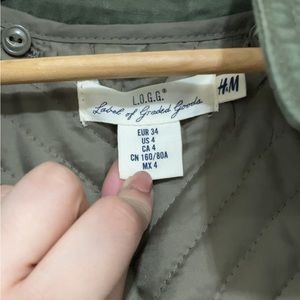 L.O.G.G.
Label of Graded Goods
H&M
EUR 34
US 4
CA 4
CN 160/80A
MX 4